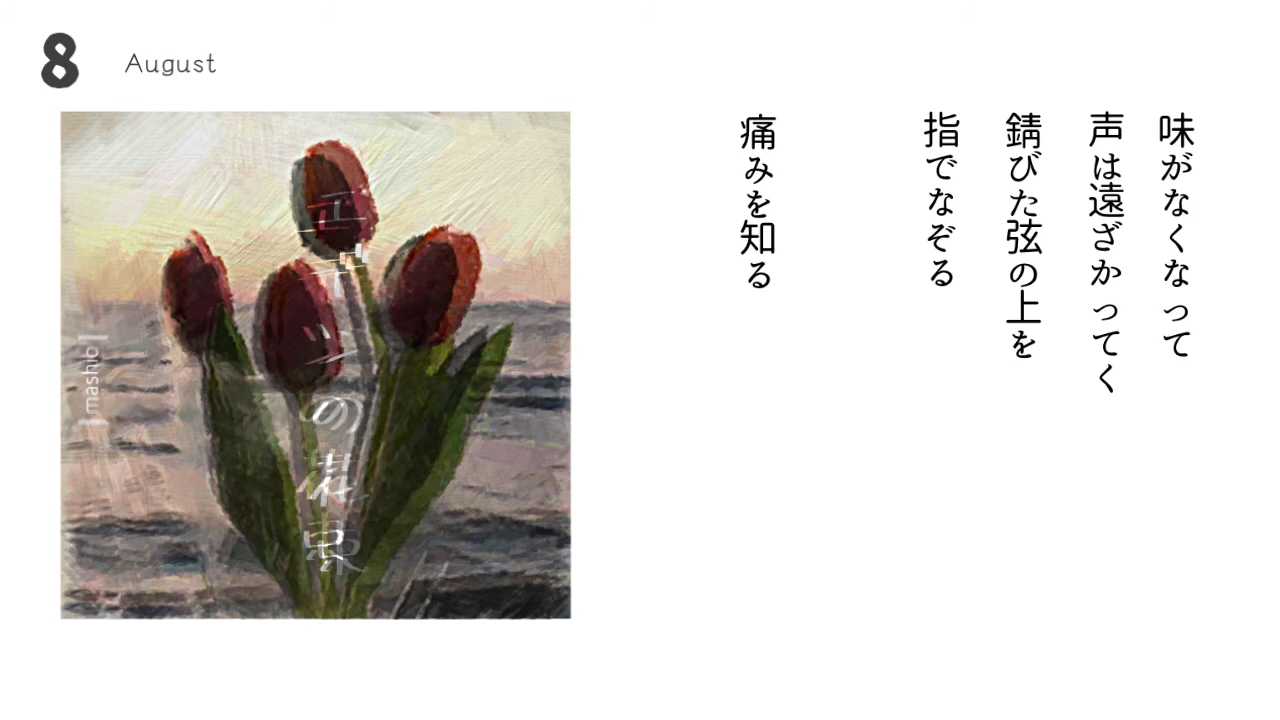 8 August
味がなくなって
声は遠ざかってく
錆びた弦の上を
指でなぞる
痛みを知る
[mashio]